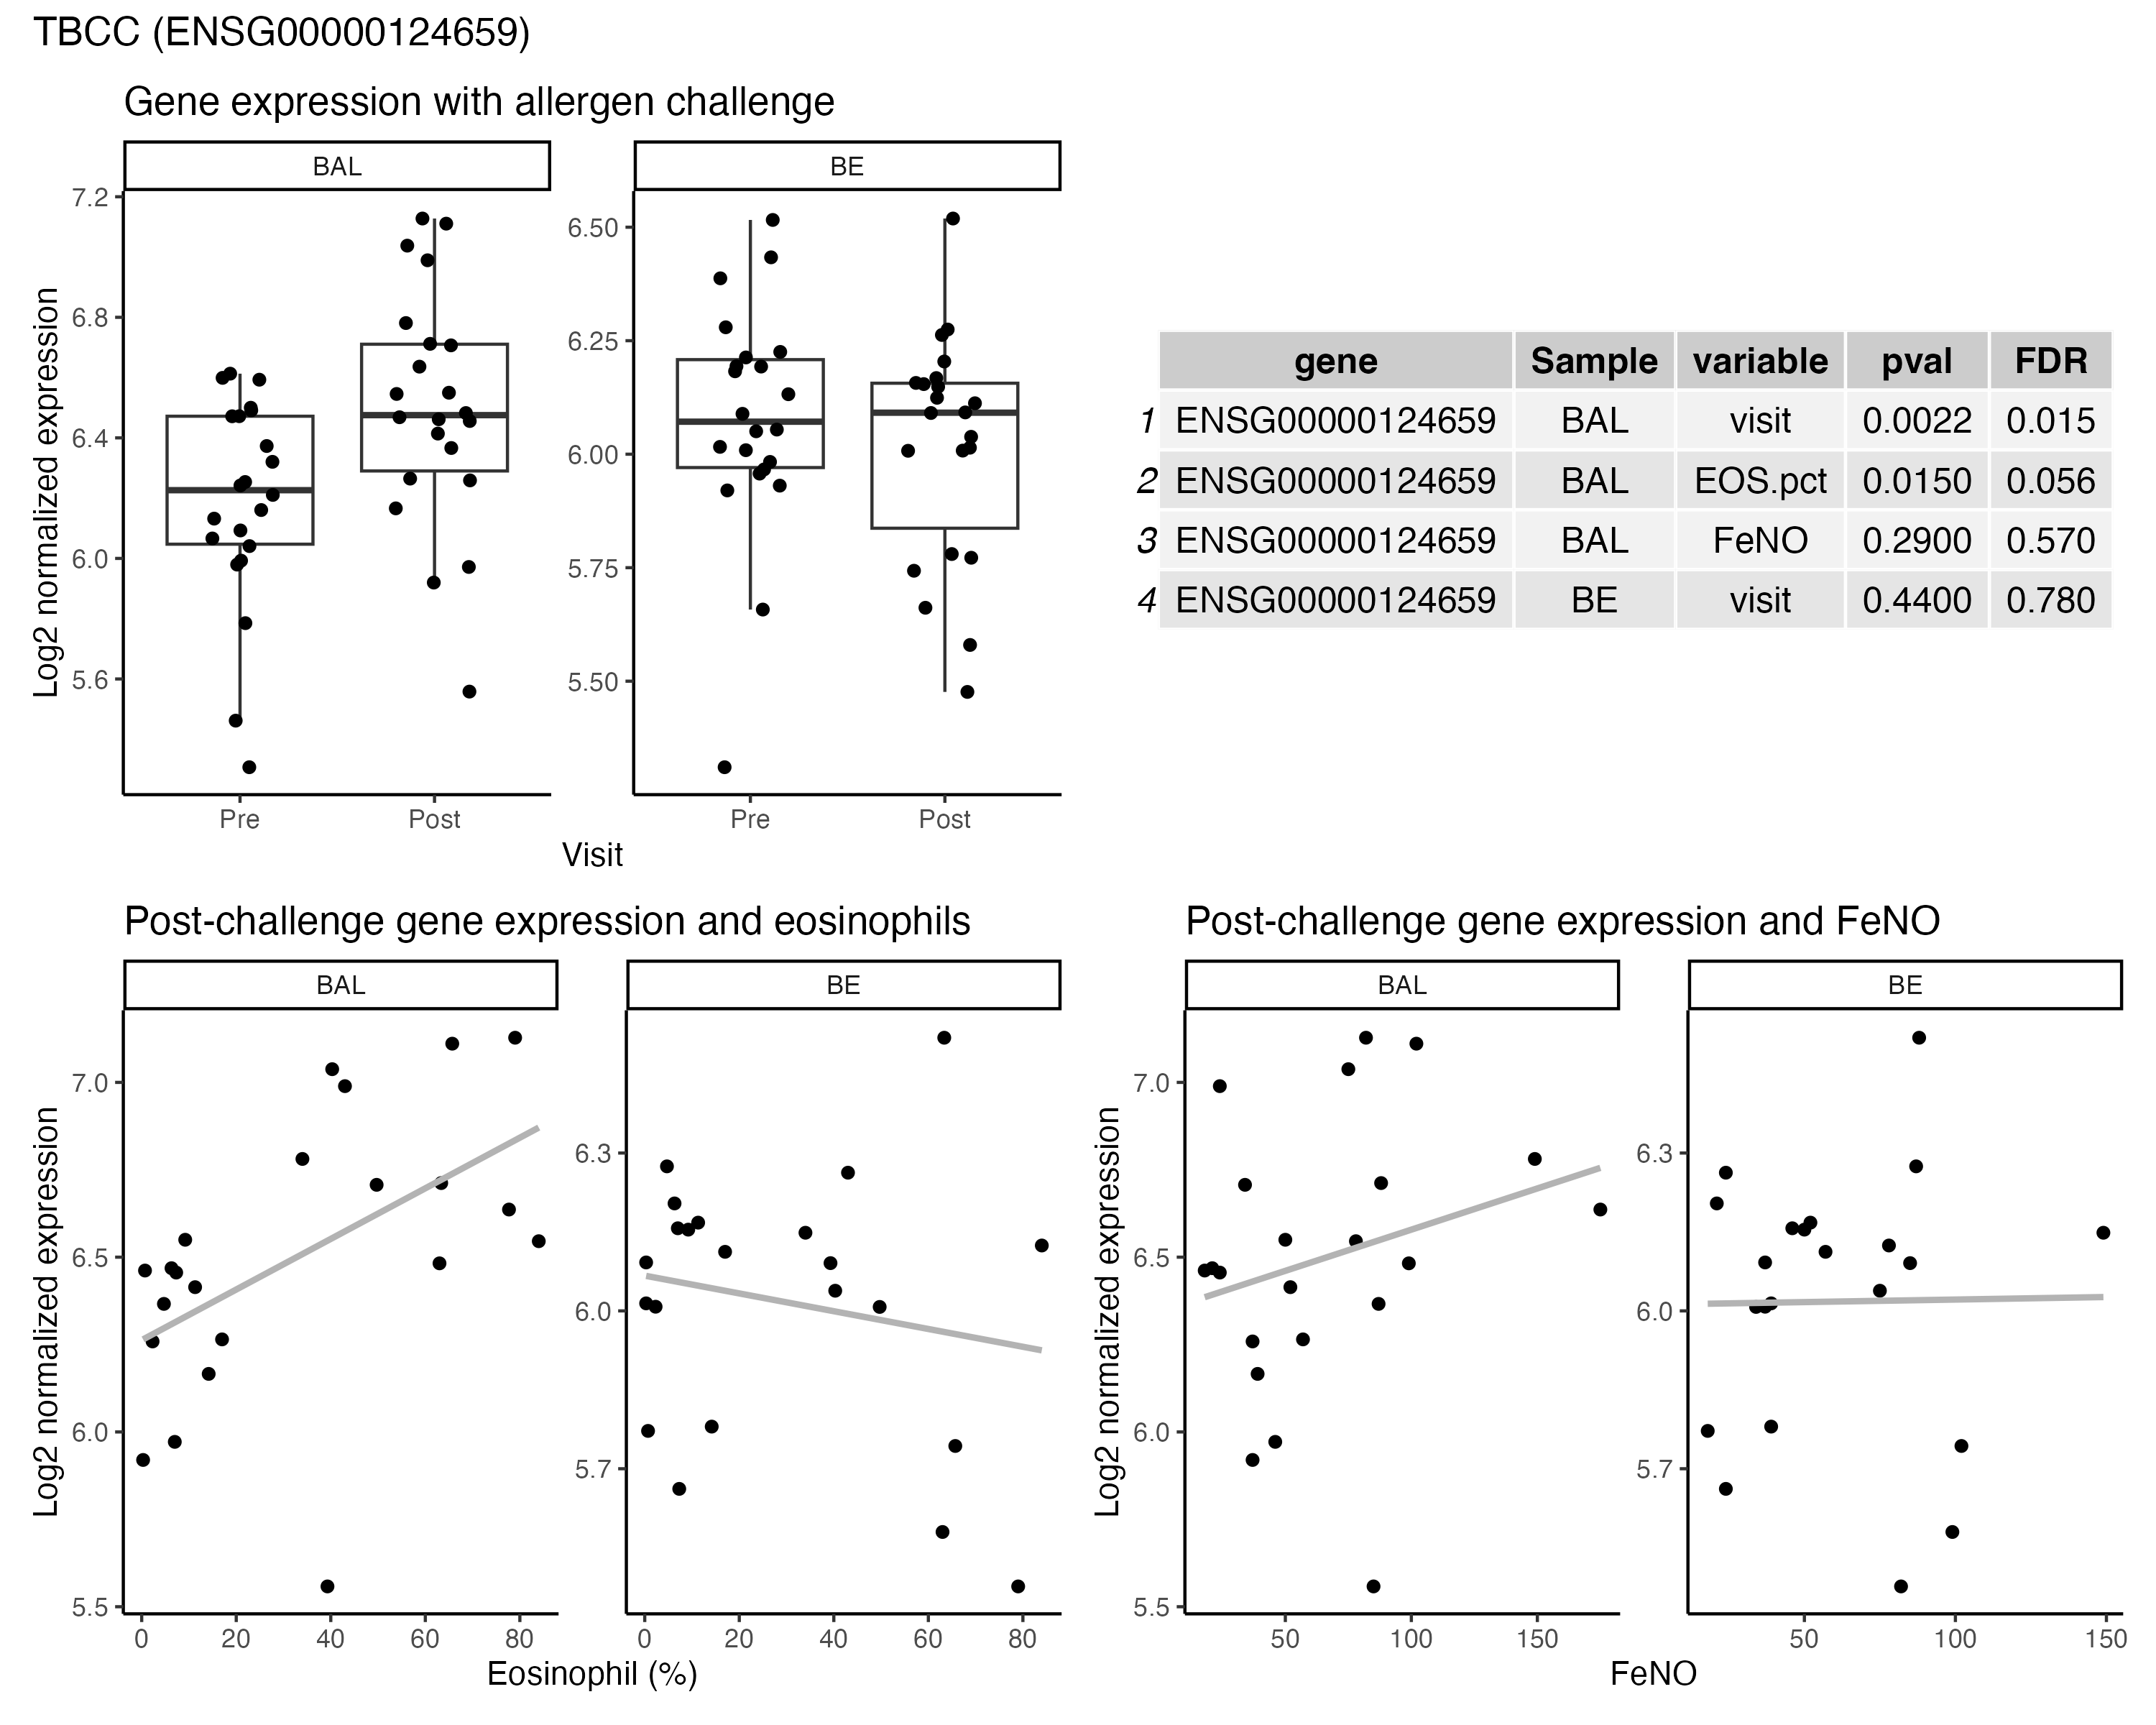 TBCC (ENSG00000124659)
Gene expression with allergen challenge
BAL
BE
Log2 normalized expression
7.2
6.8
6.4
6.0
5.6
6.50
6.25
6.00
5.75
5.50
Pre
Post
Pre
Post
Visit
gene Sample variable pval FDR
1 ENSG00000124659 BAL visit 0.0022 0.015
2 ENSG00000124659 BAL EOS.pct 0.0150 0.056
3 ENSG00000124659 BAL FeNO 0.2900 0.570
4 ENSG00000124659 BE visit 0.4400 0.780
Post-challenge gene expression and eosinophils
BAL
BE
Log2 normalized expression
7.0
6.5
6.0
5.5
6.3
6.0
5.7
0 20 40 60 80
0 20 40 60 80
Eosinophil (%)
Post-challenge gene expression and FeNO
BAL
BE
Log2 normalized expression
7.0
6.5
6.0
5.5
6.3
6.0
5.7
50 100 150
50 100 150
FeNO